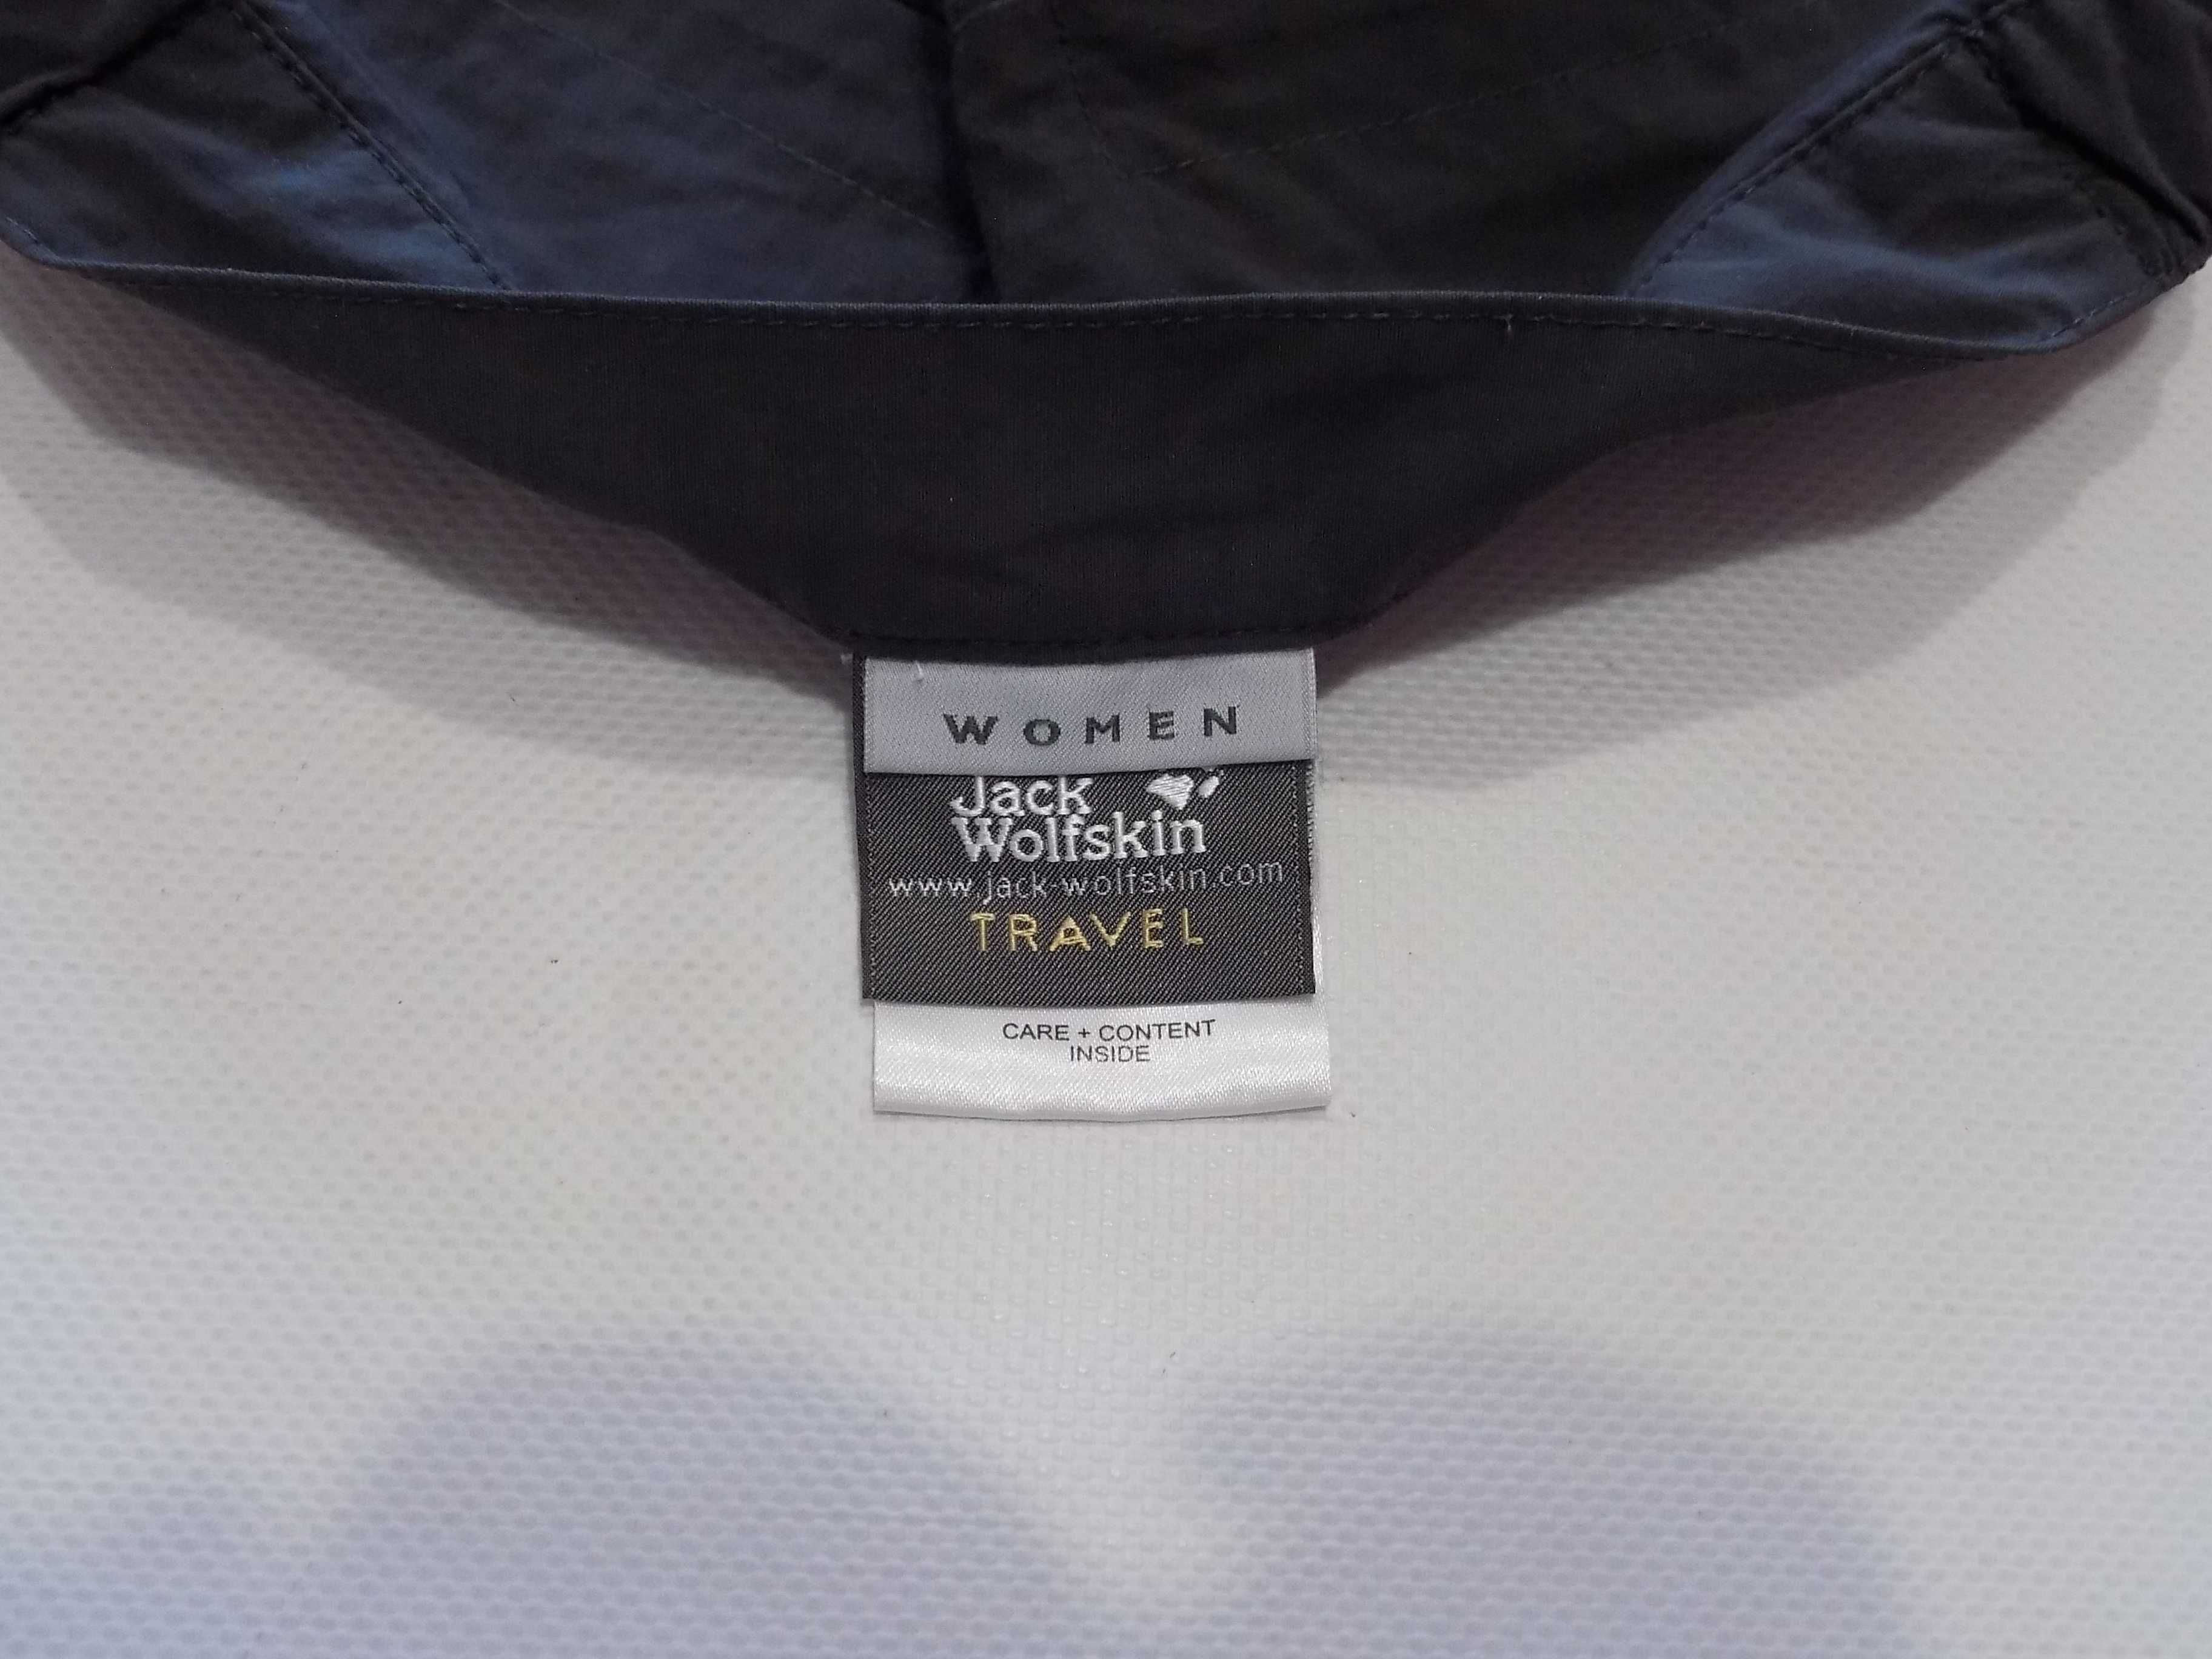 WOMEN
Jack
Wolfskin
www.jack-wolfskin.com
TRAVEL
CARE + CONTENT
INSIDE